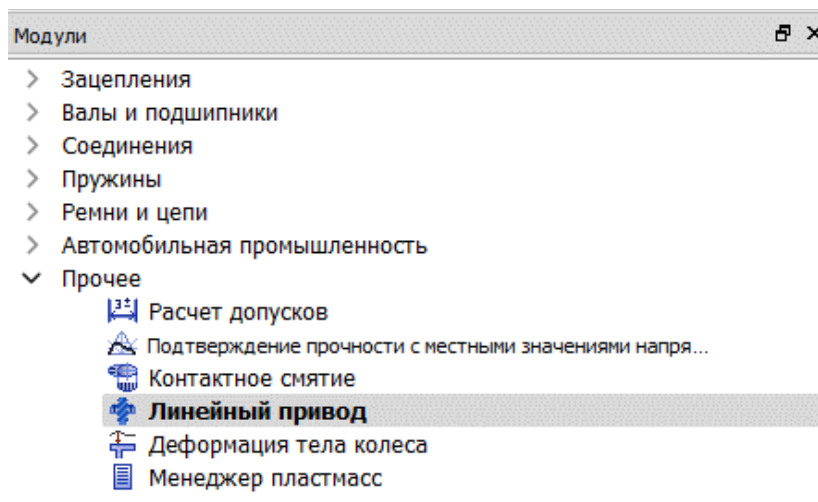 Модули
Зацепления
Валы и подшипники
Соединения
Пружины
Ремни и цепи
Автомобильная промышленность
Прочее
Расчет допусков
Подтверждение прочности с местными значениями напря...
Контактное смятие
Линейный привод
Деформация тела колеса
Менеджер пластмасс